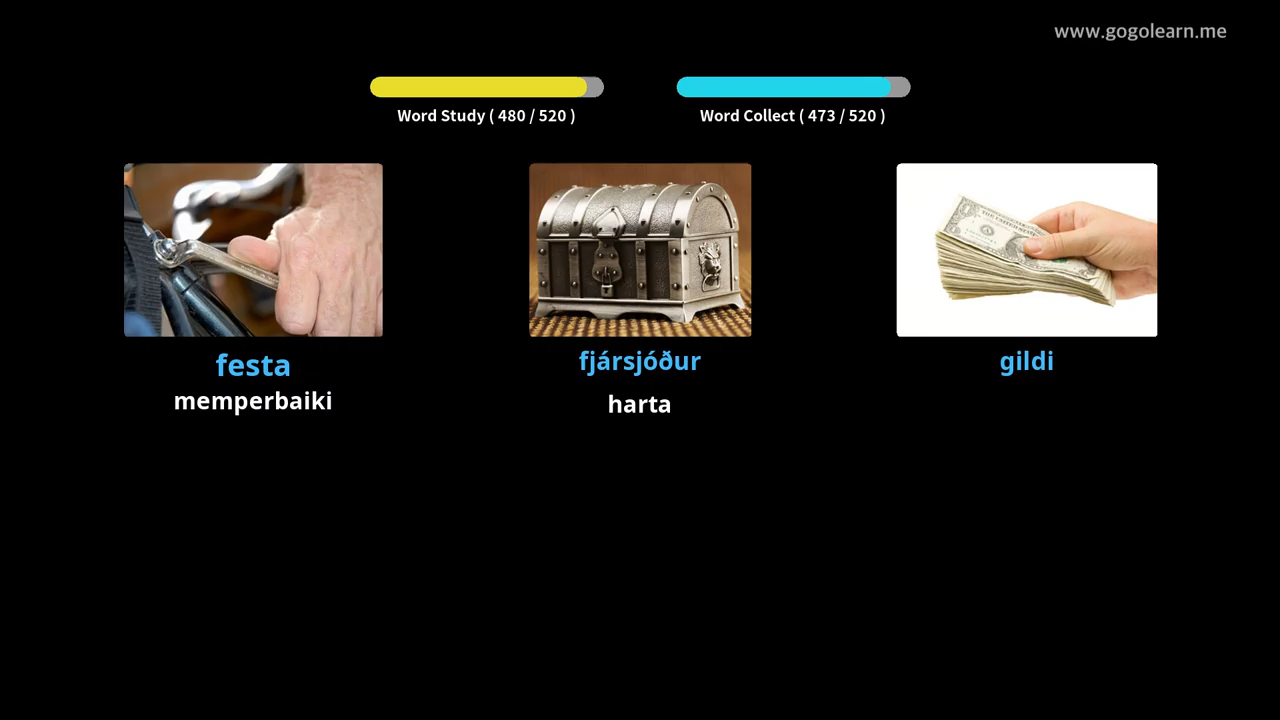 www.gogolearn.me
Word Study ( 480 / 520 )
Word Collect ( 473 / 520 )
festa
memperbaiki
fjársjóður
harta
gildi